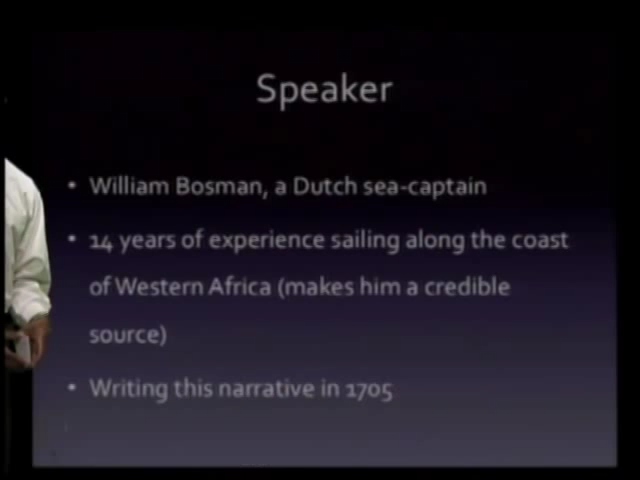 Speaker
• William Bosman, a Dutch sea-captain
• 14 years of experience sailing along the coast
of Western Africa (makes him a credible
source)
• Writing this narrative in 1705